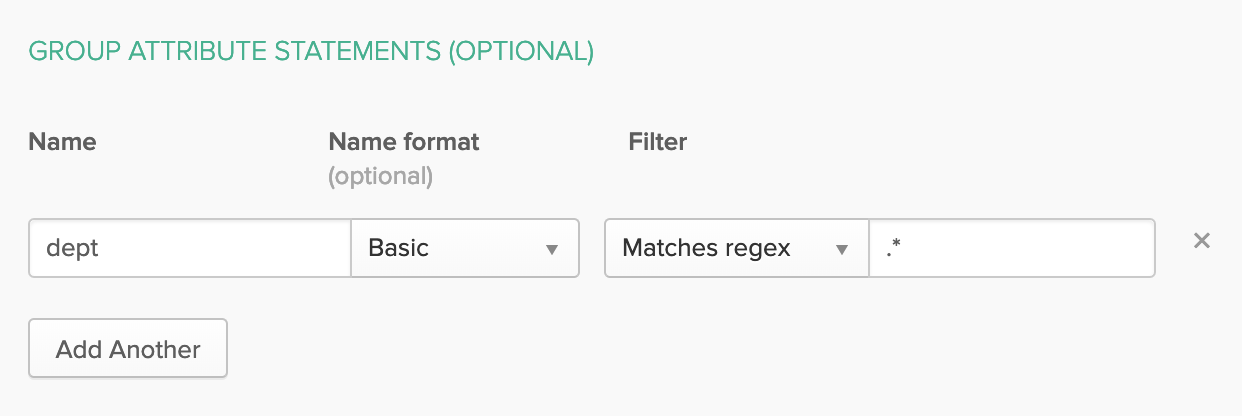 GROUP ATTRIBUTE STATEMENTS (OPTIONAL)
Name Name format Filter
(optional)
dept Basic Matches regex .*
Add Another